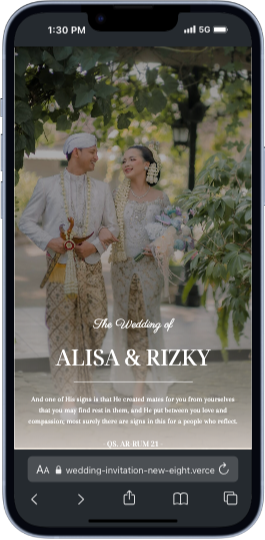 1:30 PM
5G
The Wedding of
ALISA & RIZKY
And one of His signs is that He created mates for you from yourselves
that you may find rest in them, and He put between you love and
compassion; most surely there are signs in this for a people who reflect.
QS. AR RUM 21
AA wedding-invitation-new-eight.verce